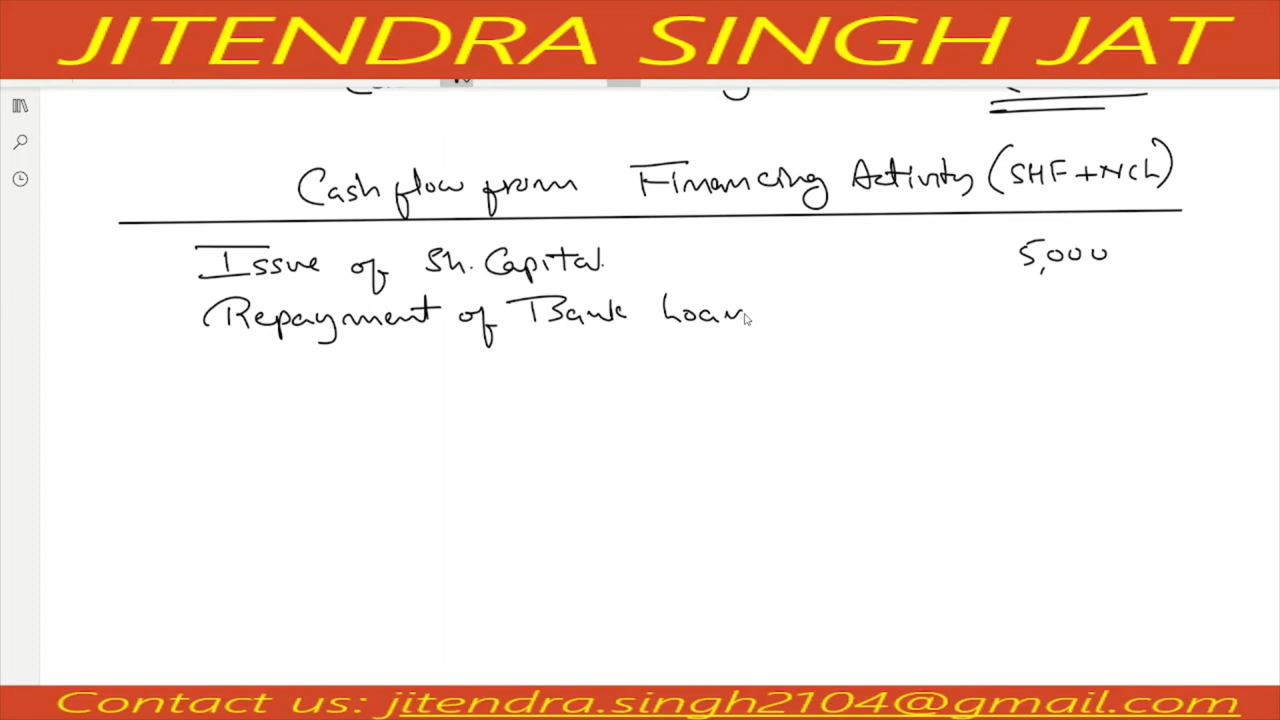 JITENDRA SINGH JAT
Cash flow from Financing Activity (SHF + NCL)
Issue of Sh. Capital. 5,000
Repayment of Bank Loan
Contact us: jitendra.singh2104@gmail.com